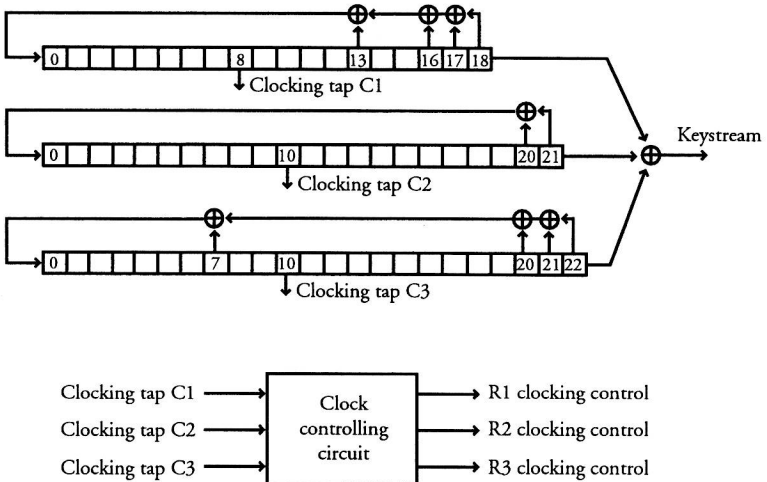 0 8 13 16 17 18
Clocking tap C1
0 10 20 21
Clocking tap C2
Keystream
0 7 10 20 21 22
Clocking tap C3
Clocking tap C1
Clocking tap C2
Clocking tap C3
Clock
controlling
circuit
R1 clocking control
R2 clocking control
R3 clocking control